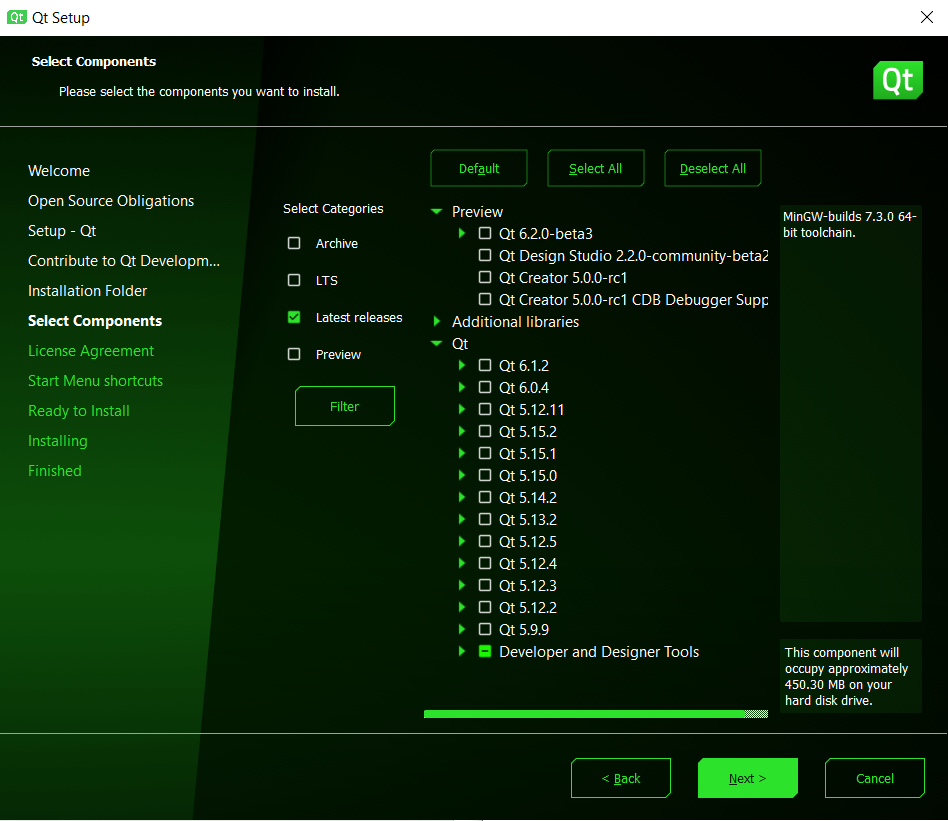 Qt Qt Setup
Select Components
Please select the components you want to install.
Qt
Welcome
Open Source Obligations
Setup - Qt
Contribute to Qt Developm...
Installation Folder
Select Components
License Agreement
Start Menu shortcuts
Ready to Install
Installing
Finished
Select Categories
Archive
LTS
Latest releases
Preview
Filter
Default
Select All
Deselect All
Preview
Qt 6.2.0-beta3
Qt Design Studio 2.2.0-community-beta2
Qt Creator 5.0.0-rc1
Qt Creator 5.0.0-rc1 CDB Debugger Supp
Additional libraries
Qt
Qt 6.1.2
Qt 6.0.4
Qt 5.12.11
Qt 5.15.2
Qt 5.15.1
Qt 5.15.0
Qt 5.14.2
Qt 5.13.2
Qt 5.12.5
Qt 5.12.4
Qt 5.12.3
Qt 5.12.2
Qt 5.9.9
Developer and Designer Tools
MinGW-builds 7.3.0 64-
bit toolchain.
This component will
occupy approximately
450.30 MB on your
hard disk drive.
< Back
Next >
Cancel